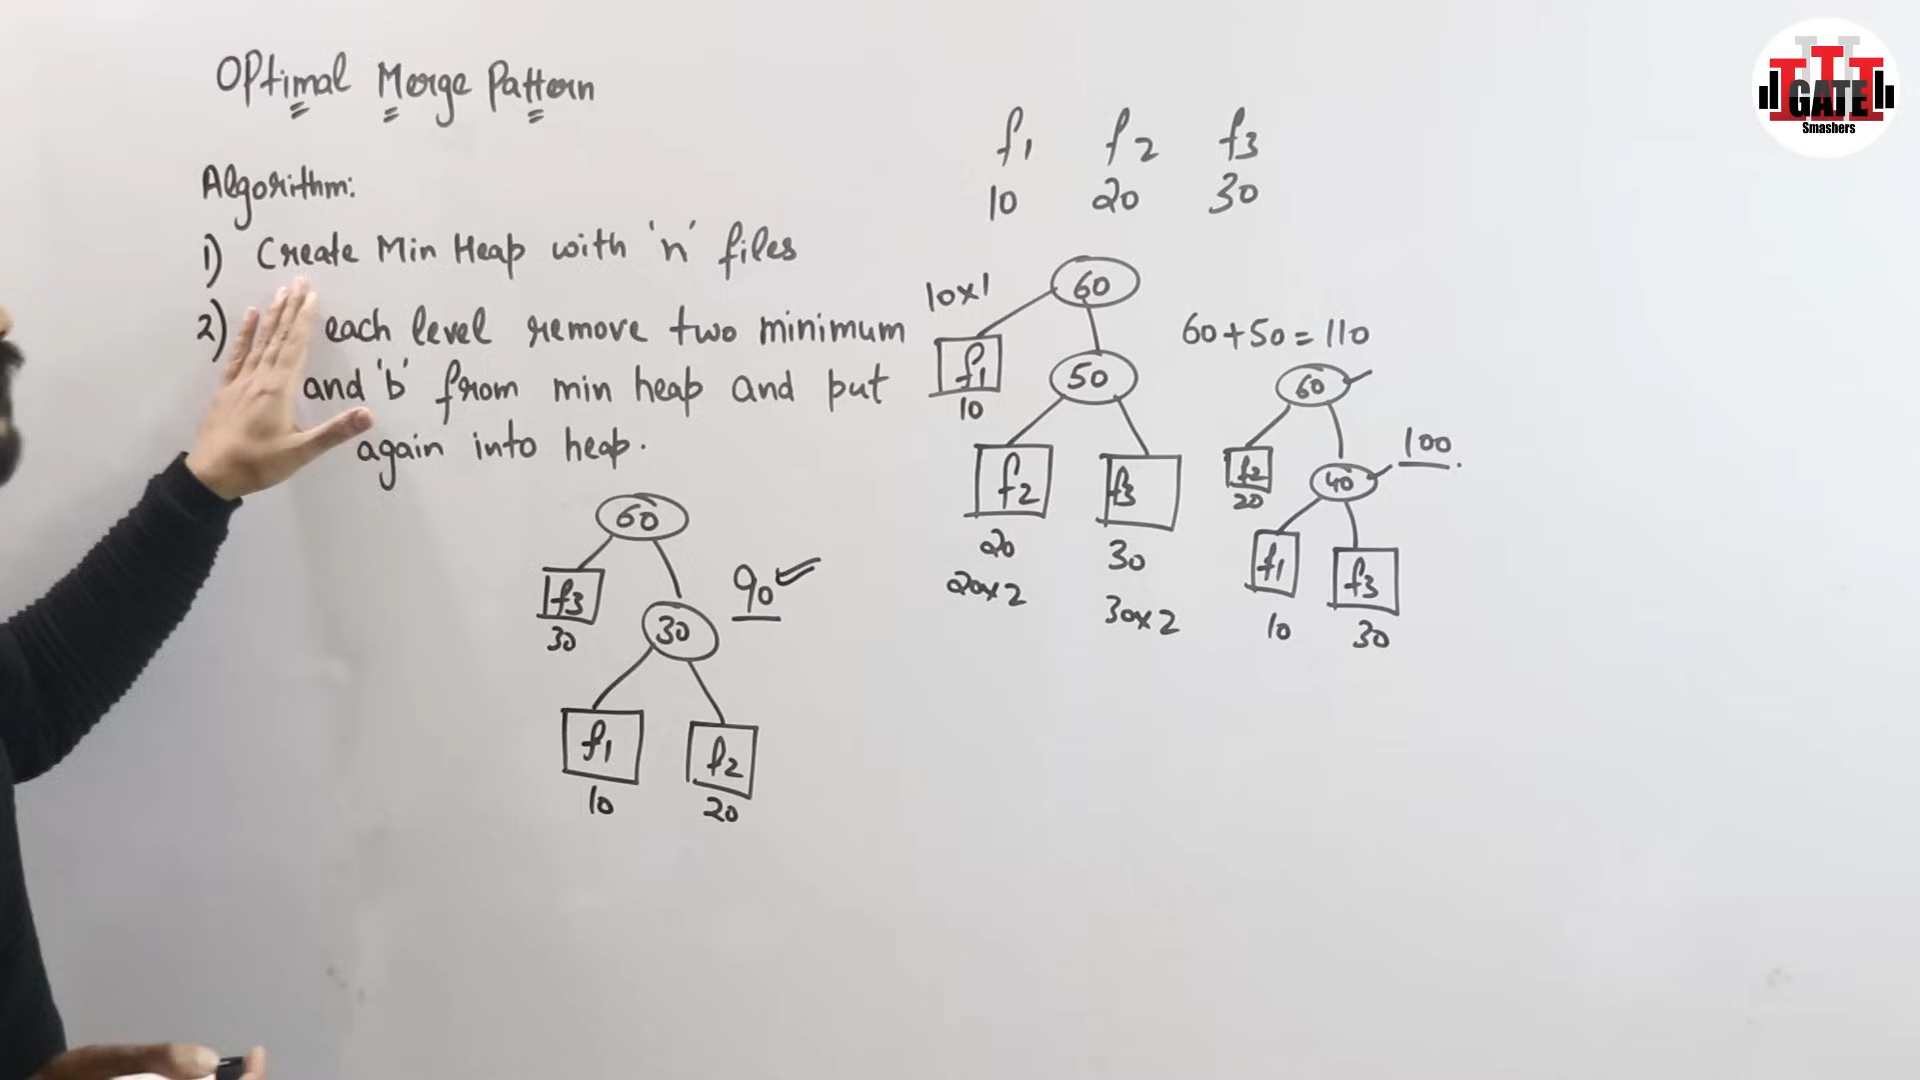 Optimal Merge Pattern
Algorithm:
1) Create Min Heap with 'n' files
2) each level remove two minimum
and 'b' from min heap and put
again into heap.
f1 f2 f3
10 20 30
10x1
60
f1
10
50
f2
20
20x2
f3
30
30x2
60+50=110
60
f2
20
40
100
f1
10
f3
30
60
f3
30
30
90
f1
10
f2
20
GATE
Smashers